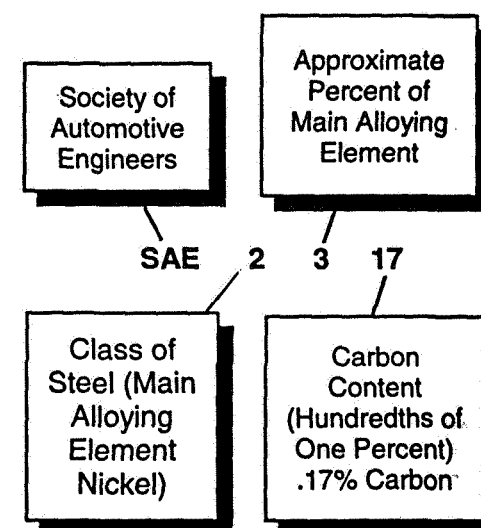 Society of
Automotive
Engineers
Approximate
Percent of
Main Alloying
Element
SAE 2 3 17
Class of
Steel (Main
Alloying
Element
Nickel)
Carbon
Content
(Hundredths of
One Percent)
.17% Carbon